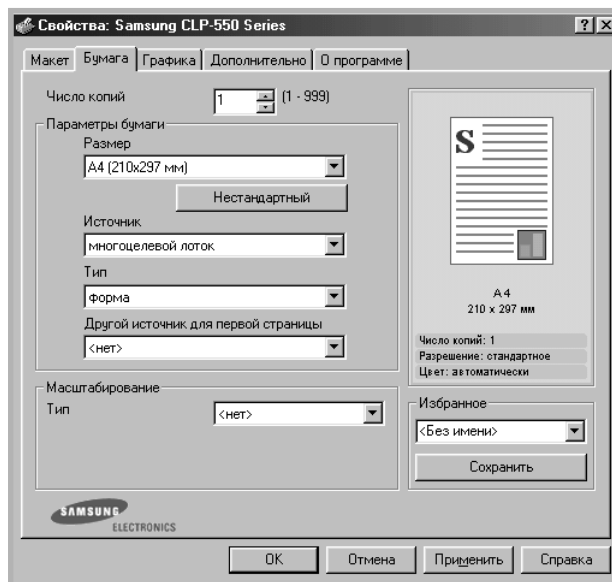 Свойства: Samsung CLP-550 Series
Макет Бумага Графика Дополнительно О программе
Число копий 1 (1 - 999)
Параметры бумаги
Размер
A4 (210x297 мм)
Нестандартный
Источник
многоцелевой лоток
Тип
форма
Другой источник для первой страницы
<нет>
S
A4
210 x 297 мм
Число копий: 1
Разрешение: стандартное
Цвет: автоматически
Масштабирование
Тип <нет>
Избранное
<Без имени>
Сохранить
SAMSUNG
ELECTRONICS
OK Отмена Применить Справка